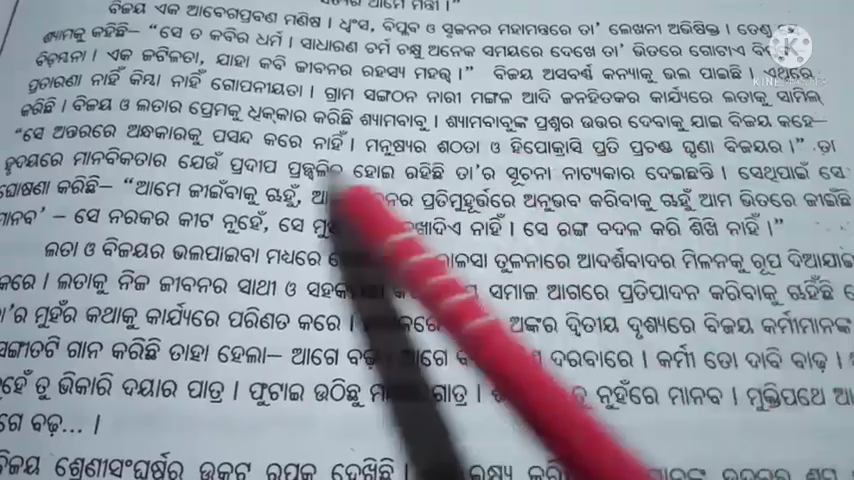 ବିଜୟ ଏକ ଆବେଗପ୍ରବଣ ମଣିଷ । ଧ୍ୱଂସ, ବିପ୍ଳବ ଓ ସୃଜନର ମହାମନ୍ତ୍ରରେ ତା' ଲେଖନୀ ଅଭିଷିକ୍ତ । ତେଣୁ
ଶ୍ୟାମକୁ କହିଛି– "ସେ ତ କବିର ଧର୍ମ । ସାଧାରଣ ଚର୍ମ ଚକ୍ଷୁ ଅନେକ ସମୟରେ ଦେଖେ ତା' ଭିତରେ ଗୋଟାଏ
ବିଡ଼ମ୍ବନା । ଏକ ଜଟିଳତା, ଯାହା କବି ଜୀବନର ରହସ୍ୟ ମହତ୍ତ୍ୱ ।" ବିଜୟ ଅସବର୍ଣ୍ଣ କନ୍ୟାକୁ ଭଲ ପାଇଛି । ଏଥିରେ
KINEMASTER
ପ୍ରତାରଣା ନାହିଁ କିମ୍ବା ନାହିଁ ଗୋପନୀୟତା । ଗ୍ରାମ ସଙ୍ଗଠନ ନାରୀ ମଙ୍ଗଳ ଆଦି ଜନହିତକର କାର୍ଯ୍ୟରେ ଲତାକୁ ସାମିଲ୍
କରିଛି । ବିଜୟ ଓ ଲତାର ପ୍ରେମକୁ ଧିକ୍‌କାର କରିଛି ଶ୍ୟାମବାବୁ । ଶ୍ୟାମବାବୁଙ୍କ ପ୍ରଶ୍ନର ଉତ୍ତର ଦେବାକୁ ଯାଇ ବିଜୟ କହେ–
"ସେ ଅନ୍ତରରେ ଅନ୍ଧକାରକୁ ପସନ୍ଦ କରେ ନାହିଁ । ମନୁଷ୍ୟର ଶଠତା ଓ ହିପୋକ୍ରାସି ପ୍ରତି ପ୍ରଚଣ୍ଡ ଘୃଣା ବିଜୟର ।" ତା
ହୃଦୟରେ ମାନବିକତାର ଯେଉଁ ପ୍ରଦୀପ ପ୍ରଜ୍ଜ୍ୱଳିତ ହୋଇ ରହିଛି ତା'ର ସୂଚନା ନାଟ୍ୟକାର ଦେଇଛନ୍ତି । ସେଥିପାଇଁ ସେ
ଘୋଷଣା କରିଛି– "ଆମେ ଜୀଇଁବାକୁ ଚାହୁଁ, ପ୍ରତିମୁହୂର୍ତ୍ତରେ ଅନୁଭବ କରିବାକୁ ଚାହୁଁ ଆମ ଭିତରେ ଜୀଇଁଛି
ମାନବ' – ସେ ନରକର କୀଟ ନୁହେଁ, ସେ ନାହିଁ । ସେ ରଙ୍ଗ ବଦଳ କରି ଶିଖି ନାହିଁ ।"
ଲତା ଓ ବିଜୟର ଭଲପାଇବା ମଧ୍ୟରେ ତୁଳନାରେ ଆଦର୍ଶବାଦର ମିଳନକୁ ରୂପ ଦିଆଯାଇ
କରେ । ଲତାକୁ ନିଜ ଜୀବନର ସାଥୀ ଓ ସମାଜ ଆଗରେ ପ୍ରତିପାଦନ କରିବାକୁ ଚାହିଁଛି
ତା'ର ମୁହଁର କଥାକୁ କାର୍ଯ୍ୟରେ ପରିଣତ କରେ । ଅଙ୍କର ଦ୍ୱିତୀୟ ଦୃଶ୍ୟରେ ବିଜୟ କର୍ମୀମାନଙ୍କ
ସଙ୍ଗୀତଟି ଗାନ କରିଛି ତାହା ହେଲା– ଆଗେ ବଢ଼ ଆଗେ ଦରବାରେ । କର୍ମୀ ତୋ ଦାବି ବାଢ଼ ।
ନୁହେଁ ତୁ ଭିକାରି ଦୟାର ପାତ୍ର । ଫୁଟାଇ ଉଠିଛୁ ଗାତ୍ର । ନୁହଁରେ ମାନବ । ମୁକ୍ତିପଥେ
ଗେ ବଢ଼... ।
ବିଜୟ ଶ୍ରେଣୀସଂଘର୍ଷର ଉତ୍କଟ ରୂପକୁ ଦେଖିଛି ।